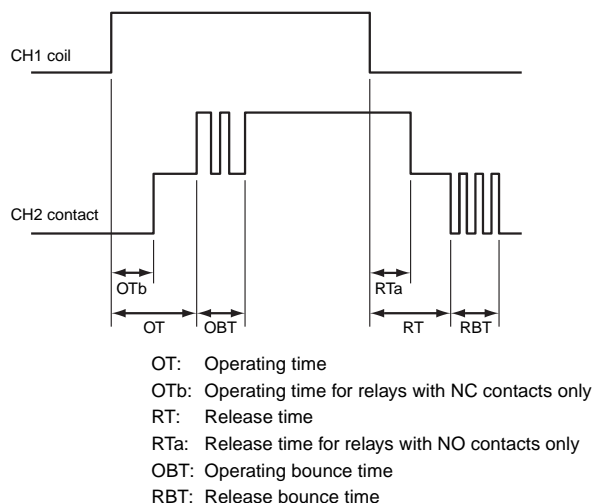 CH1 coil
CH2 contact
OTb
RTa
OT
OBT
RT
RBT
OT: Operating time
OTb: Operating time for relays with NC contacts only
RT: Release time
RTa: Release time for relays with NO contacts only
OBT: Operating bounce time
RBT: Release bounce time